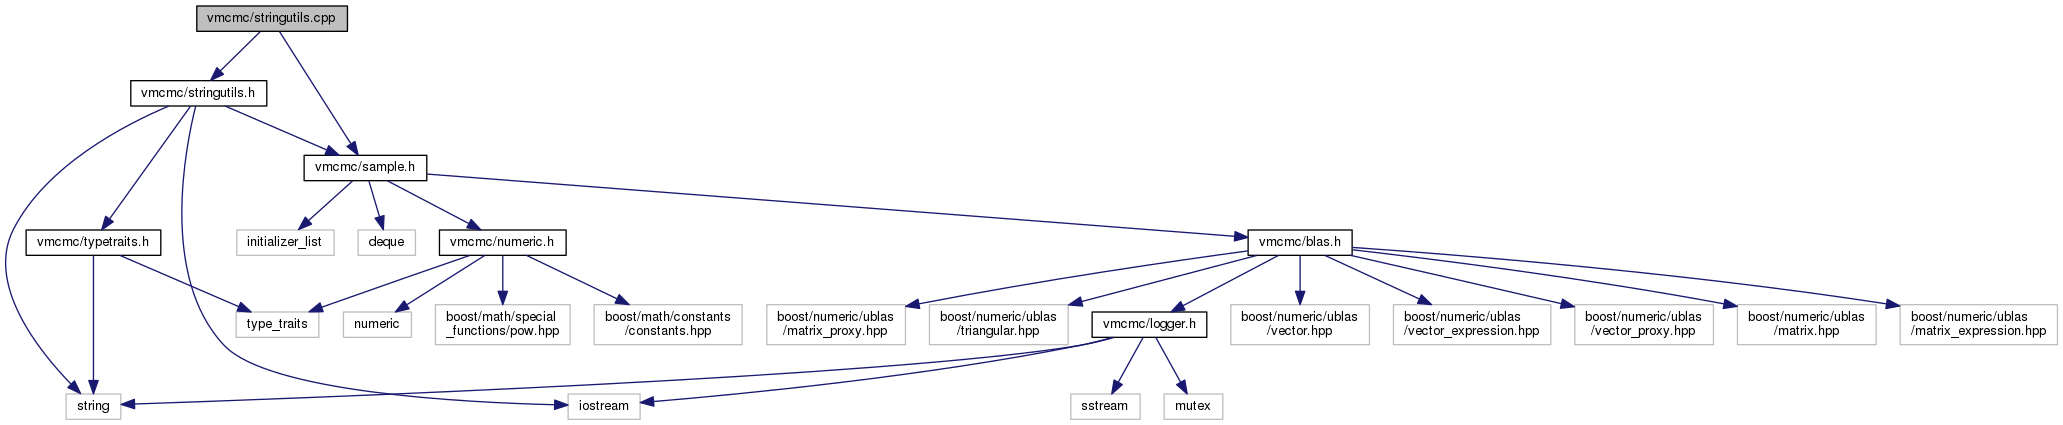 vmcmc/stringutils.cpp
vmcmc/stringutils.h
vmcmc/sample.h
vmcmc/typetraits.h
initializer_list
deque
vmcmc/numeric.h
vmcmc/blas.h
type_traits
numeric
boost/math/special
_functions/pow.hpp
boost/math/constants
/constants.hpp
boost/numeric/ublas
/matrix_proxy.hpp
boost/numeric/ublas
/triangular.hpp
vmcmc/logger.h
boost/numeric/ublas
/vector.hpp
boost/numeric/ublas
/vector_expression.hpp
boost/numeric/ublas
/vector_proxy.hpp
boost/numeric/ublas
/matrix.hpp
boost/numeric/ublas
/matrix_expression.hpp
string
iostream
sstream
mutex